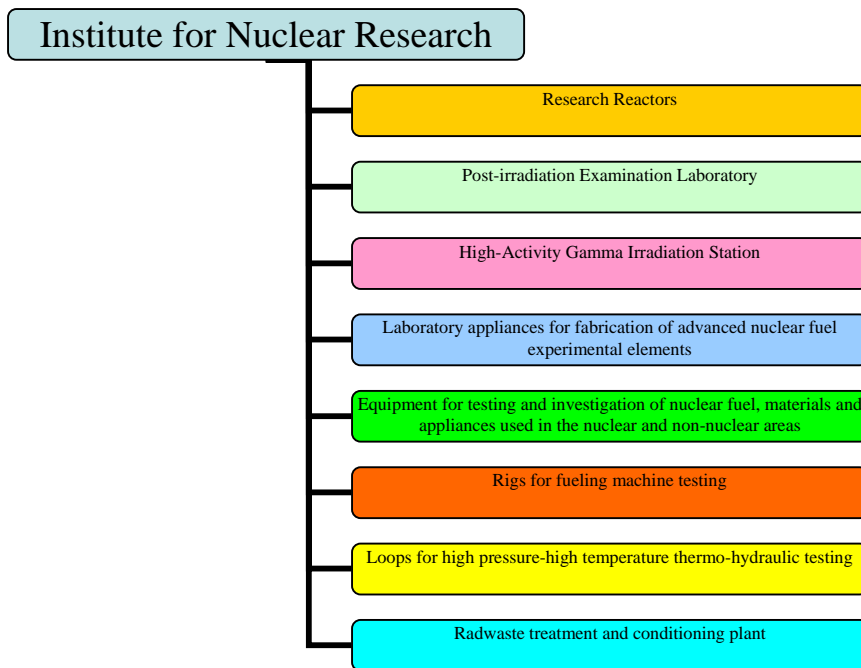 Institute for Nuclear Research
Research Reactors
Post-irradiation Examination Laboratory
High-Activity Gamma Irradiation Station
Laboratory appliances for fabrication of advanced nuclear fuel
experimental elements
Equipment for testing and investigation of nuclear fuel, materials and
appliances used in the nuclear and non-nuclear areas
Rigs for fueling machine testing
Loops for high pressure-high temperature thermo-hydraulic testing
Radwaste treatment and conditioning plant